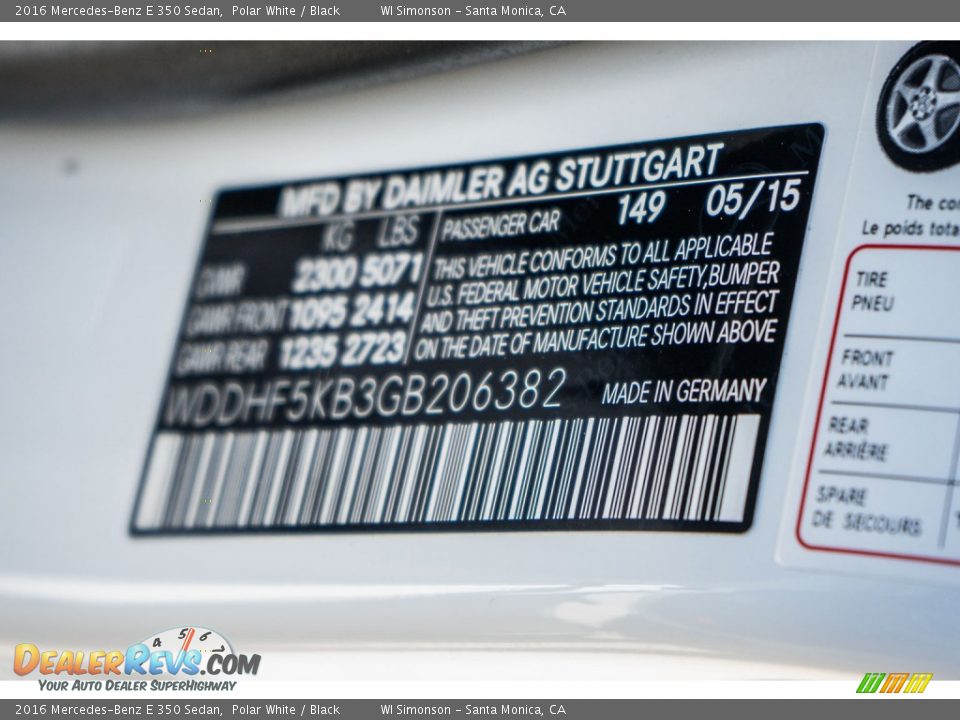 2016 Mercedes-Benz E 350 Sedan, Polar White / Black WI Simonson - Santa Monica, CA
MFD BY DAIMLER AG STUTTGART
KG LBS PASSENGER CAR 149 05/15
GVWR 2300 5071
GAWR FRONT 1095 2414
GAWR REAR 1235 2723
THIS VEHICLE CONFORMS TO ALL APPLICABLE
U.S. FEDERAL MOTOR VEHICLE SAFETY,BUMPER
AND THEFT PREVENTION STANDARDS IN EFFECT
ON THE DATE OF MANUFACTURE SHOWN ABOVE
WDDHF5KB3GB206382 MADE IN GERMANY
The
Le poids
TIRE
PNEU
FRONT
AVANT
REAR
ARRIÈRE
SPARE
DE SECOURS
4 5 6
DEALERREVS.COM
YOUR AUTO DEALER SUPERHIGHWAY
2016 Mercedes-Benz E 350 Sedan, Polar White / Black WI Simonson - Santa Monica, CA